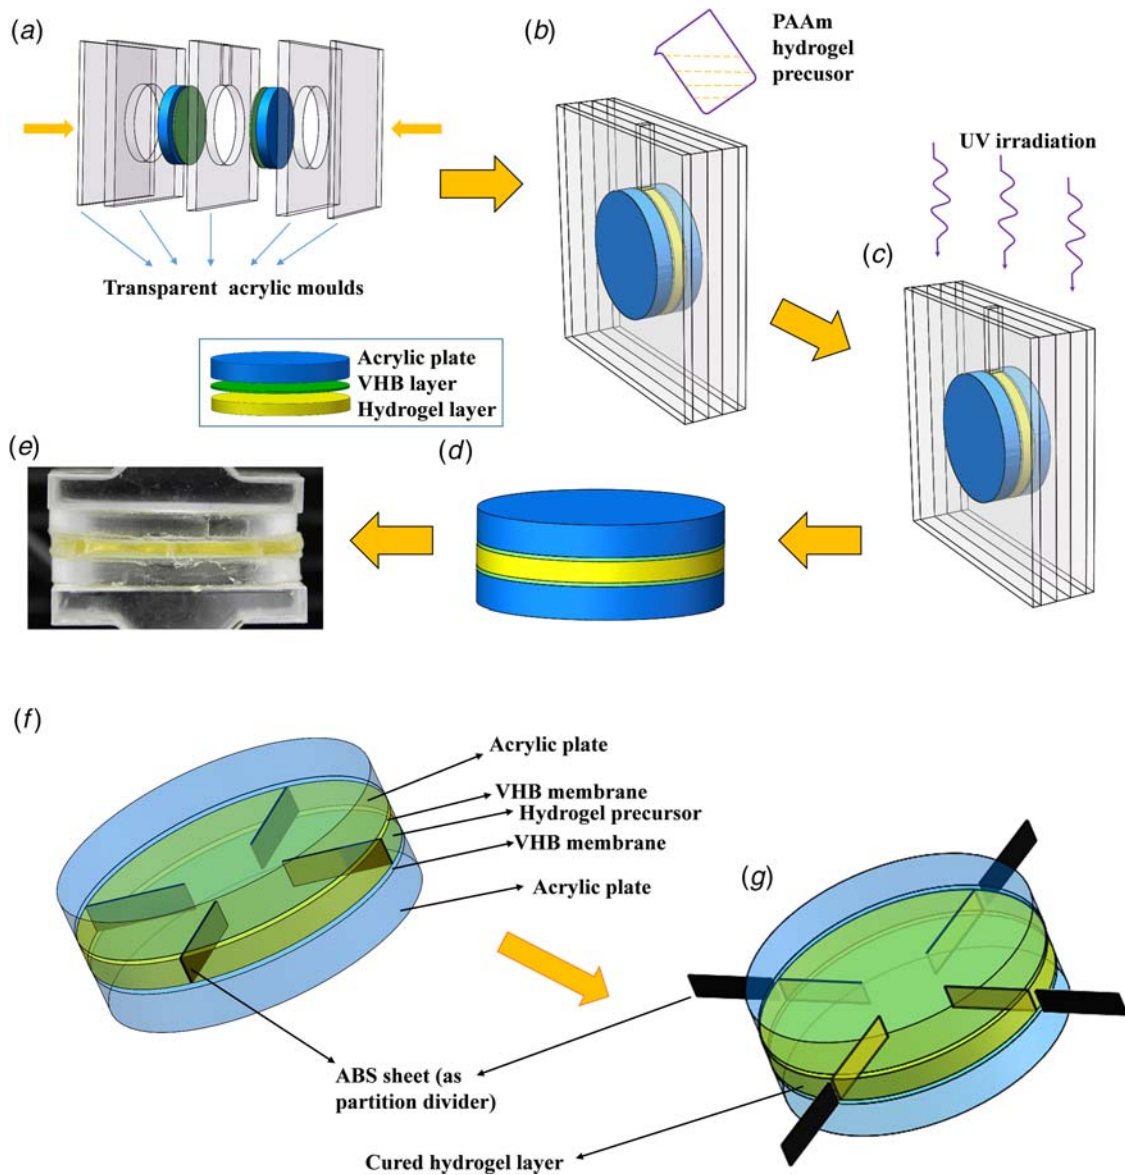 (a)
Transparent acrylic moulds
(b)
PAAm
hydrogel
precusor
UV irradiation
(c)
Acrylic plate
VHB layer
Hydrogel layer
(e)
(d)
(f)
Acrylic plate
VHB membrane
Hydrogel precursor
VHB membrane
Acrylic plate
(g)
ABS sheet (as
partition divider)
Cured hydrogel layer